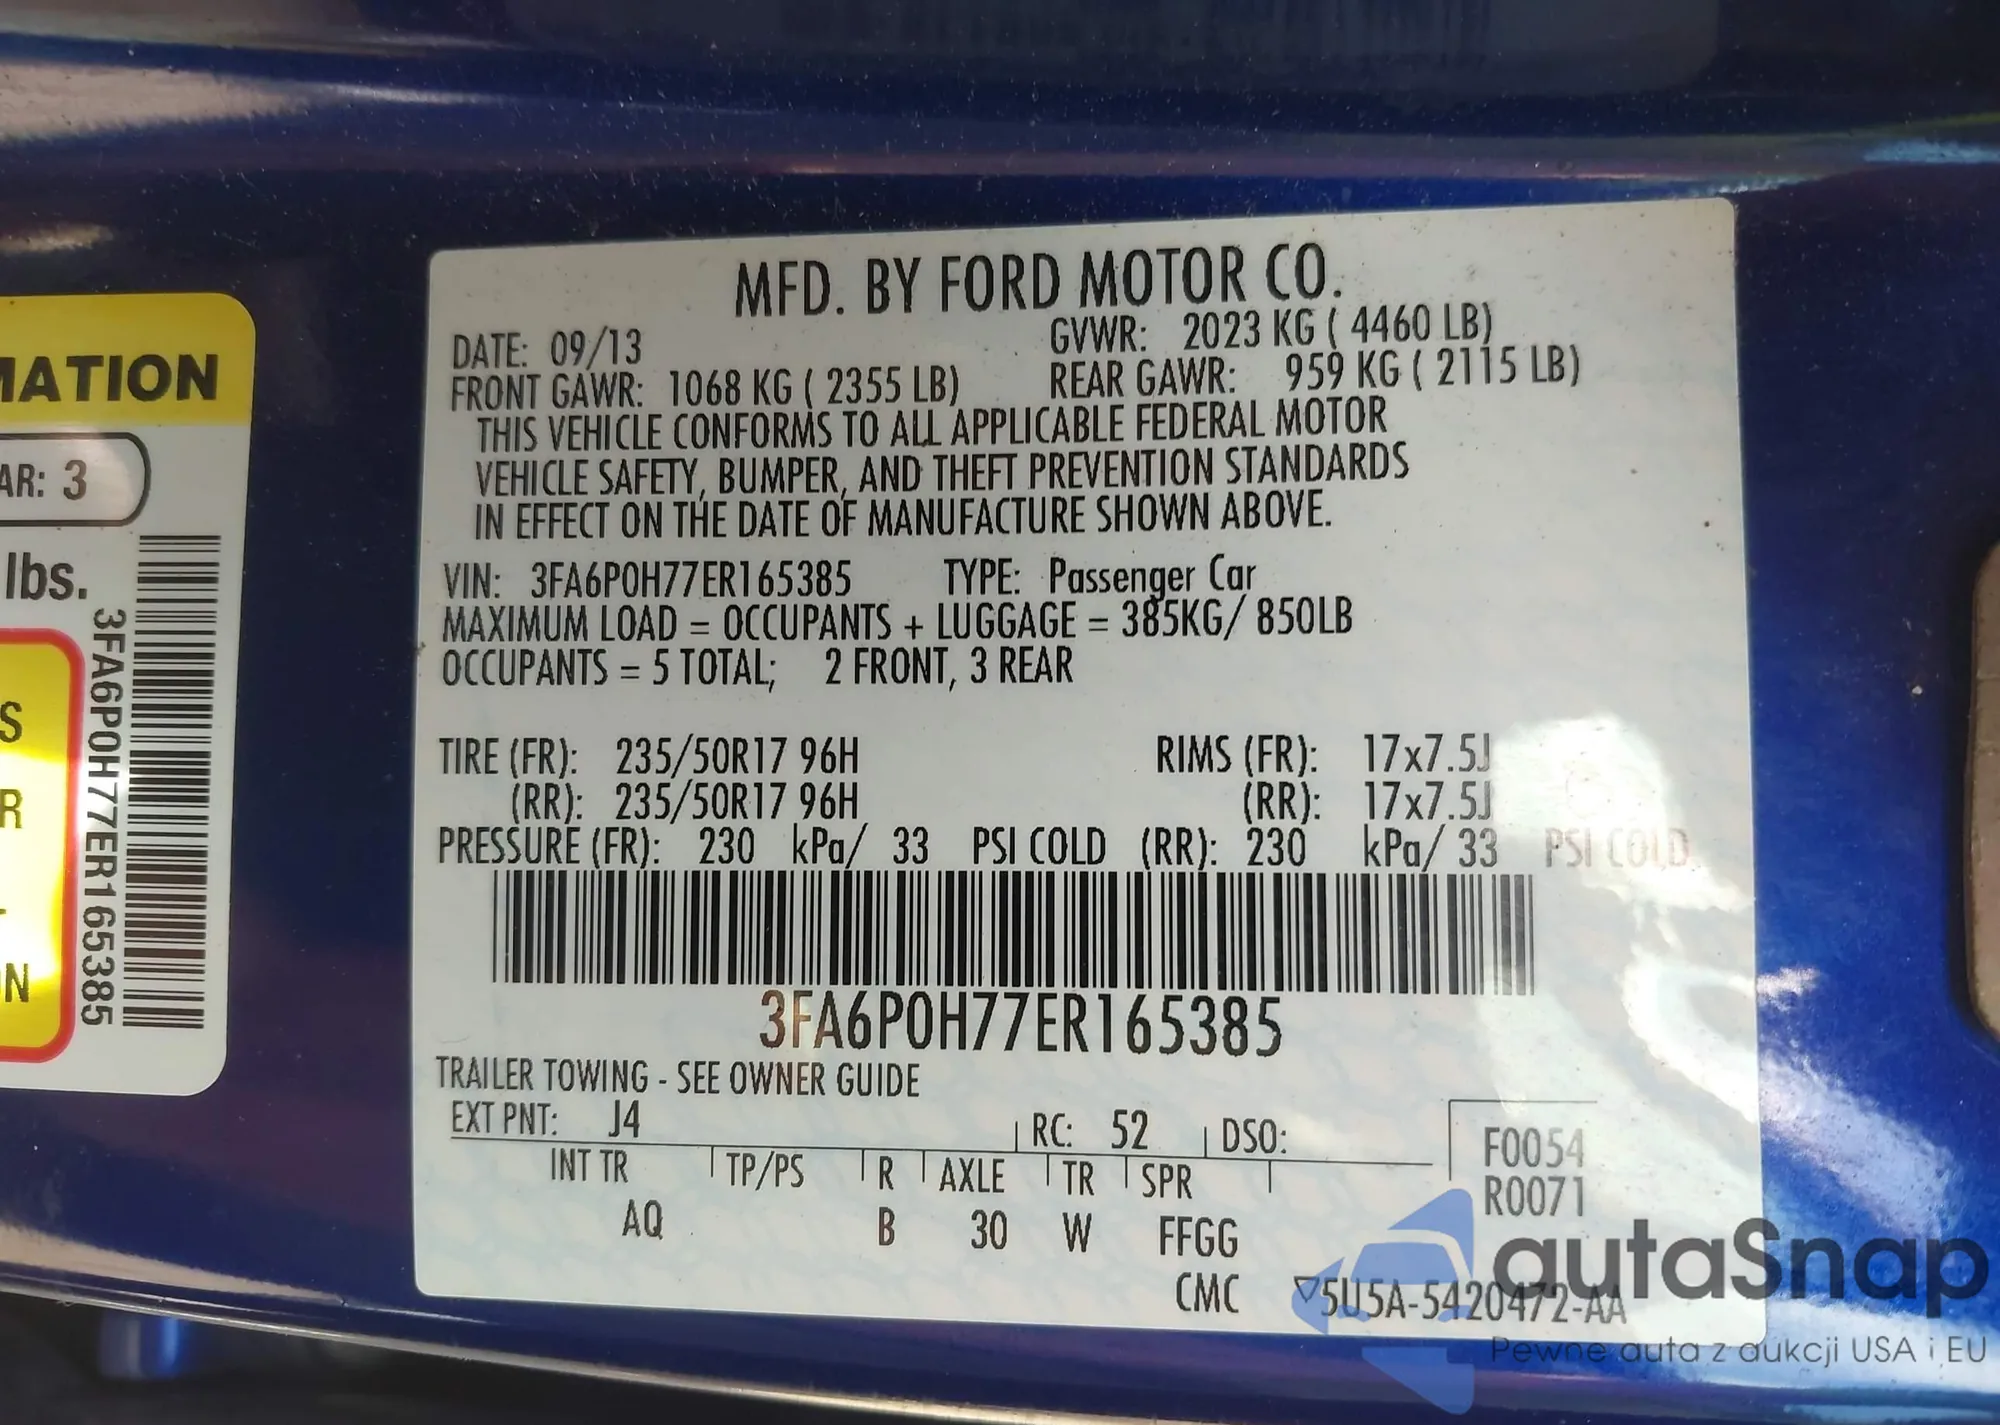 MATION
AR: 3
lbs.
S
R
N
3FA6P0H77ER165385
MFD. BY FORD MOTOR CO.
DATE: 09/13 GVWR: 2023 KG ( 4460 LB)
FRONT GAWR: 1068 KG ( 2355 LB) REAR GAWR: 959 KG ( 2115 LB)
THIS VEHICLE CONFORMS TO ALL APPLICABLE FEDERAL MOTOR
VEHICLE SAFETY, BUMPER, AND THEFT PREVENTION STANDARDS
IN EFFECT ON THE DATE OF MANUFACTURE SHOWN ABOVE.
VIN: 3FA6P0H77ER165385 TYPE: Passenger Car
MAXIMUM LOAD = OCCUPANTS + LUGGAGE = 385KG/ 850LB
OCCUPANTS = 5 TOTAL; 2 FRONT, 3 REAR
TIRE (FR): 235/50R17 96H RIMS (FR): 17x7.5J
(RR): 235/50R17 96H (RR): 17x7.5J
PRESSURE (FR): 230 kPa/ 33 PSI COLD (RR): 230 kPa/ 33 PSI COLD
3FA6P0H77ER165385
TRAILER TOWING - SEE OWNER GUIDE
EXT PNT: J4 RC: 52 DSO:
INT TR TP/PS R AXLE TR SPR
AQ B 30 W FFGG
CMC ▽5U5A-5420472-AA
F0054
R0071
autaSnap
Pewne auta z aukcji USA i EU